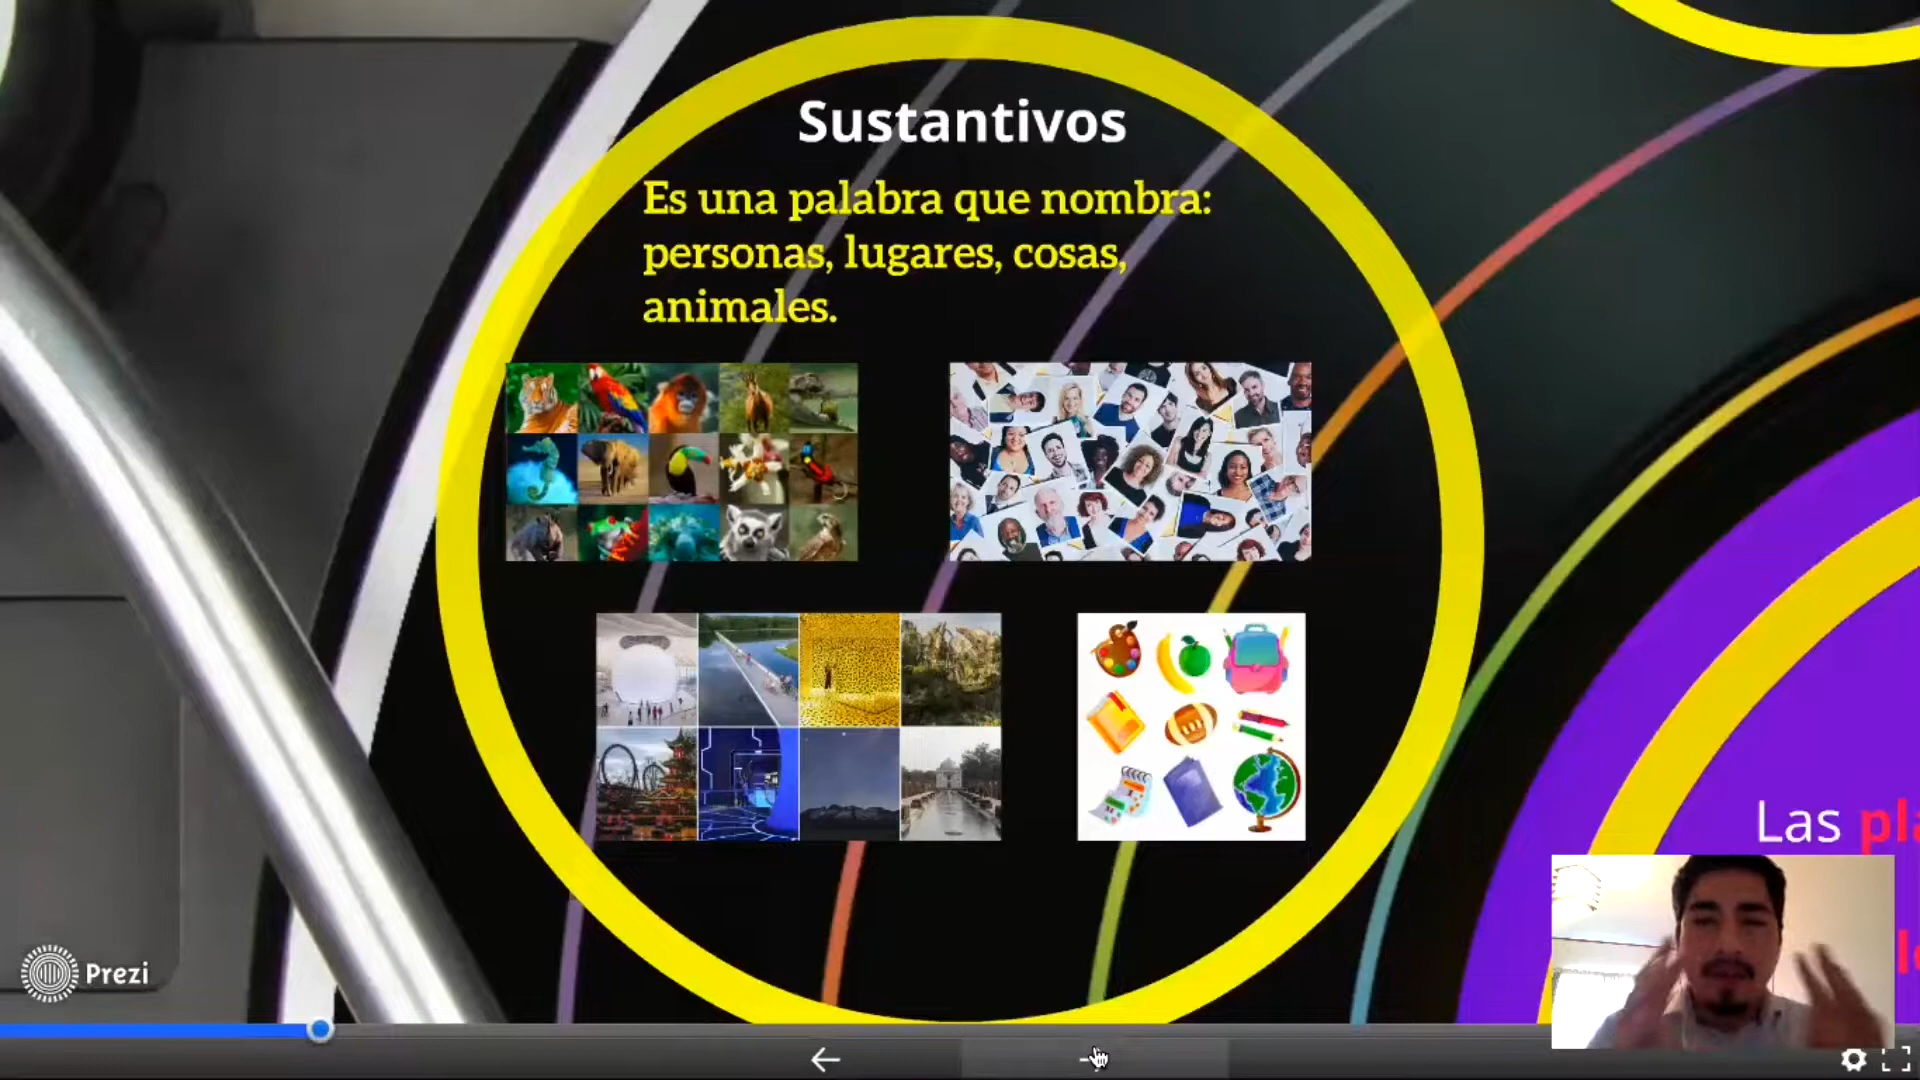 Sustantivos
Es una palabra que nombra:
personas, lugares, cosas,
animales.
Las
Prezi